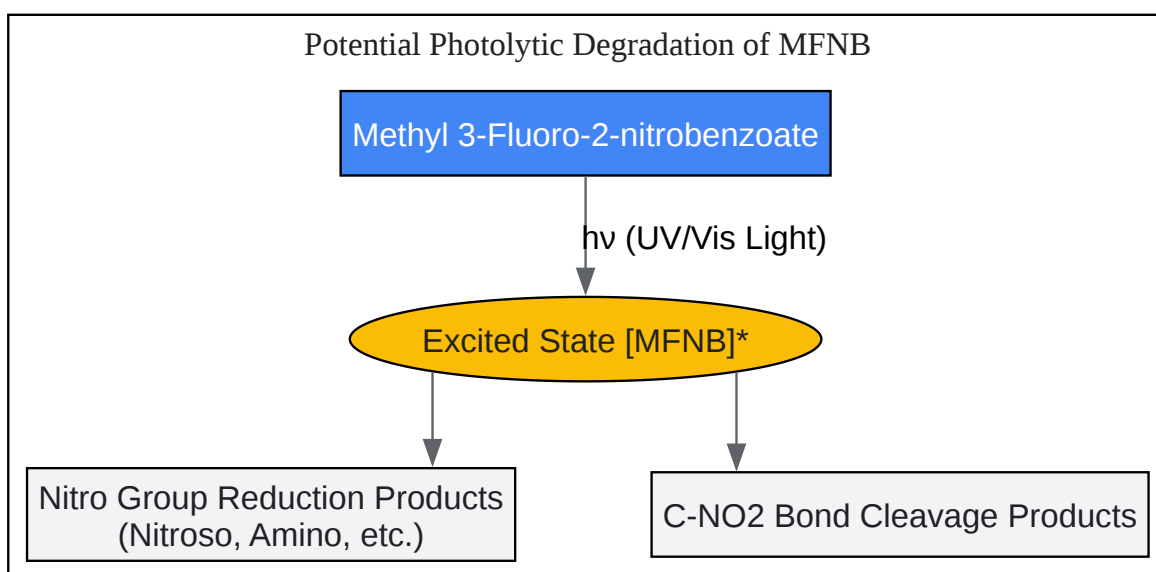 Potential Photolytic Degradation of MFNB
Methyl 3-Fluoro-2-nitrobenzoate
hν (UV/Vis Light)
Excited State [MFNB]*
Nitro Group Reduction Products
(Nitroso, Amino, etc.)
C-NO2 Bond Cleavage Products